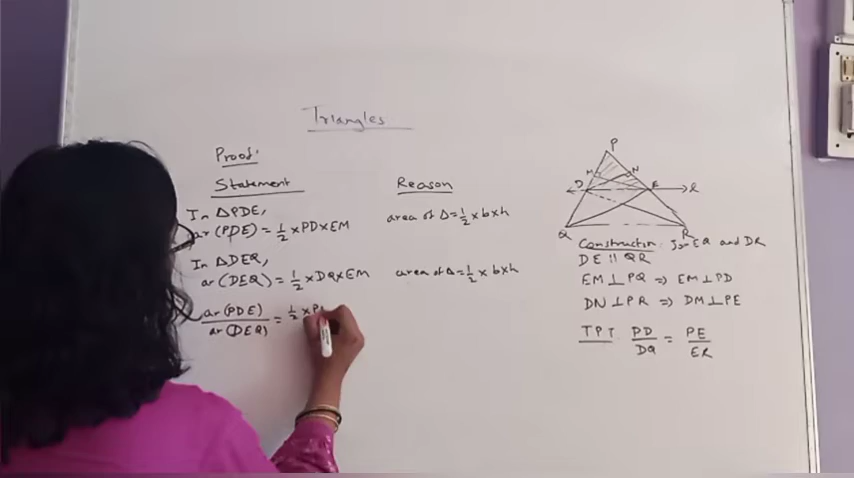 Triangles
Proof:
Statement
Reason
In ΔPDE,
ar(PDE) = 1/2 × PD × EM
area of Δ = 1/2 × b × h
In ΔDEQ,
ar(DEQ) = 1/2 × DQ × EM
area of Δ = 1/2 × b × h
ar(PDE)/ar(DEQ) = 1/2 × P
P
M N
D E l
Q R
Construction: Join EQ and DR
DE || QR
EM ⊥ PQ ⇒ EM ⊥ PD
DN ⊥ PR ⇒ DM ⊥ PE
TPT PD/DQ = PE/ER